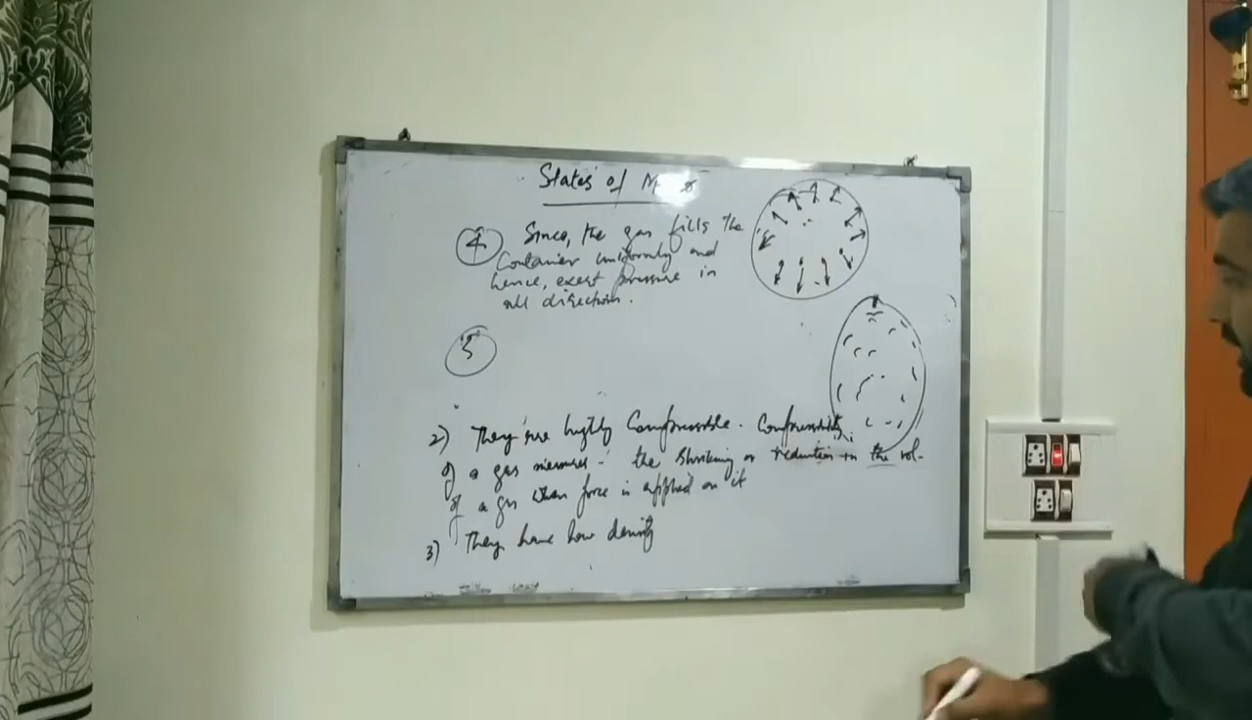 States of
④ Since, the gas fills the
Container uniformly and
hence, exert pressure in
all direction.
5
2) They are highly Compressible. Compressibility
of a gas measures the shrinking or reduction in the vol-
of a gas when force is applied on it
3) They have low density